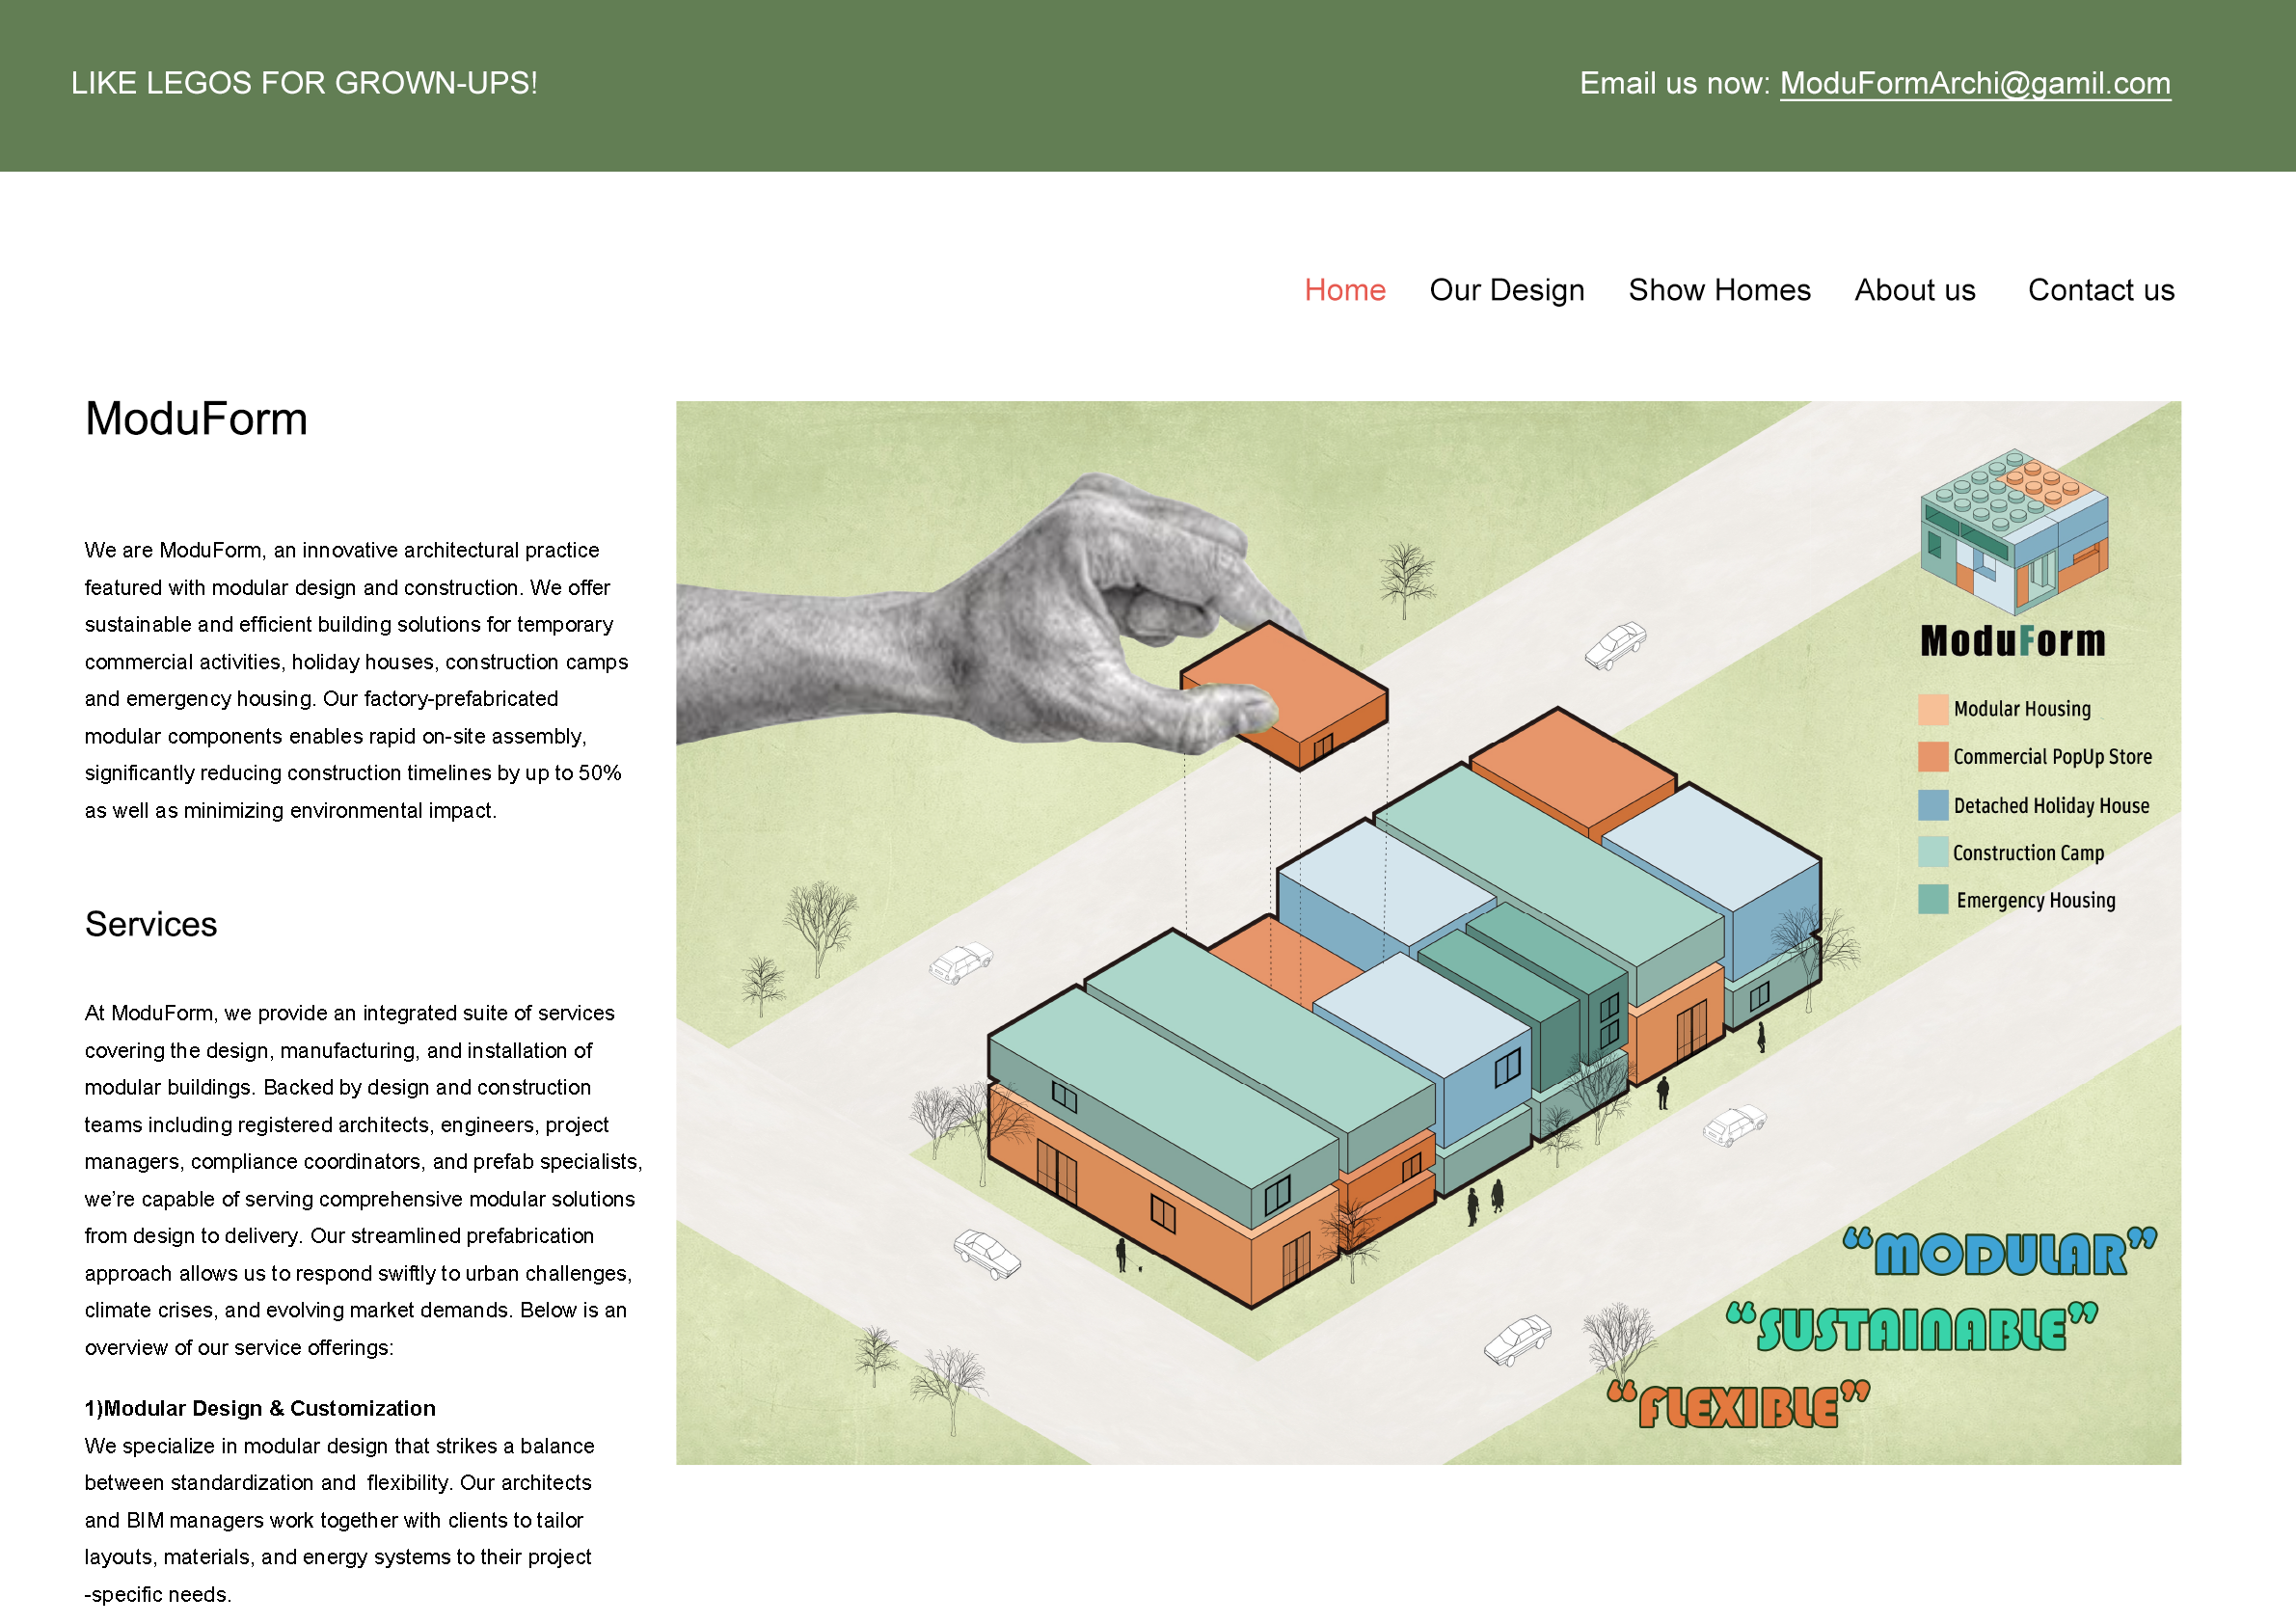 LIKE LEGOS FOR GROWN-UPS!
Email us now: ModuFormArchi@gamil.com
Home Our Design Show Homes About us Contact us
ModuForm
We are ModuForm, an innovative architectural practice
featured with modular design and construction. We offer
sustainable and efficient building solutions for temporary
commercial activities, holiday houses, construction camps
and emergency housing. Our factory-prefabricated
modular components enables rapid on-site assembly,
significantly reducing construction timelines by up to 50%
as well as minimizing environmental impact.
Services
At ModuForm, we provide an integrated suite of services
covering the design, manufacturing, and installation of
modular buildings. Backed by design and construction
teams including registered architects, engineers, project
managers, compliance coordinators, and prefab specialists,
we’re capable of serving comprehensive modular solutions
from design to delivery. Our streamlined prefabrication
approach allows us to respond swiftly to urban challenges,
climate crises, and evolving market demands. Below is an
overview of our service offerings:
1)Modular Design & Customization
We specialize in modular design that strikes a balance
between standardization and  flexibility. Our architects
and BIM managers work together with clients to tailor
layouts, materials, and energy systems to their project
-specific needs.
ModuForm
Modular Housing
Commercial PopUp Store
Detached Holiday House
Construction Camp
Emergency Housing
“MODULAR”
“SUSTAINABLE”
“FLEXIBLE”